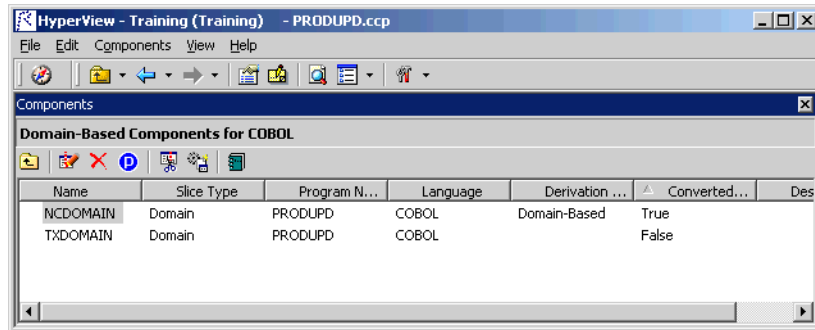 HyperView - Training (Training) - PRODUPD.ccp
File Edit Components View Help
Components
Domain-Based Components for COBOL
Name Slice Type Program N... Language Derivation ... Converted... Des
NCDOMAIN Domain PRODUPD COBOL Domain-Based True
TXDOMAIN Domain PRODUPD COBOL False